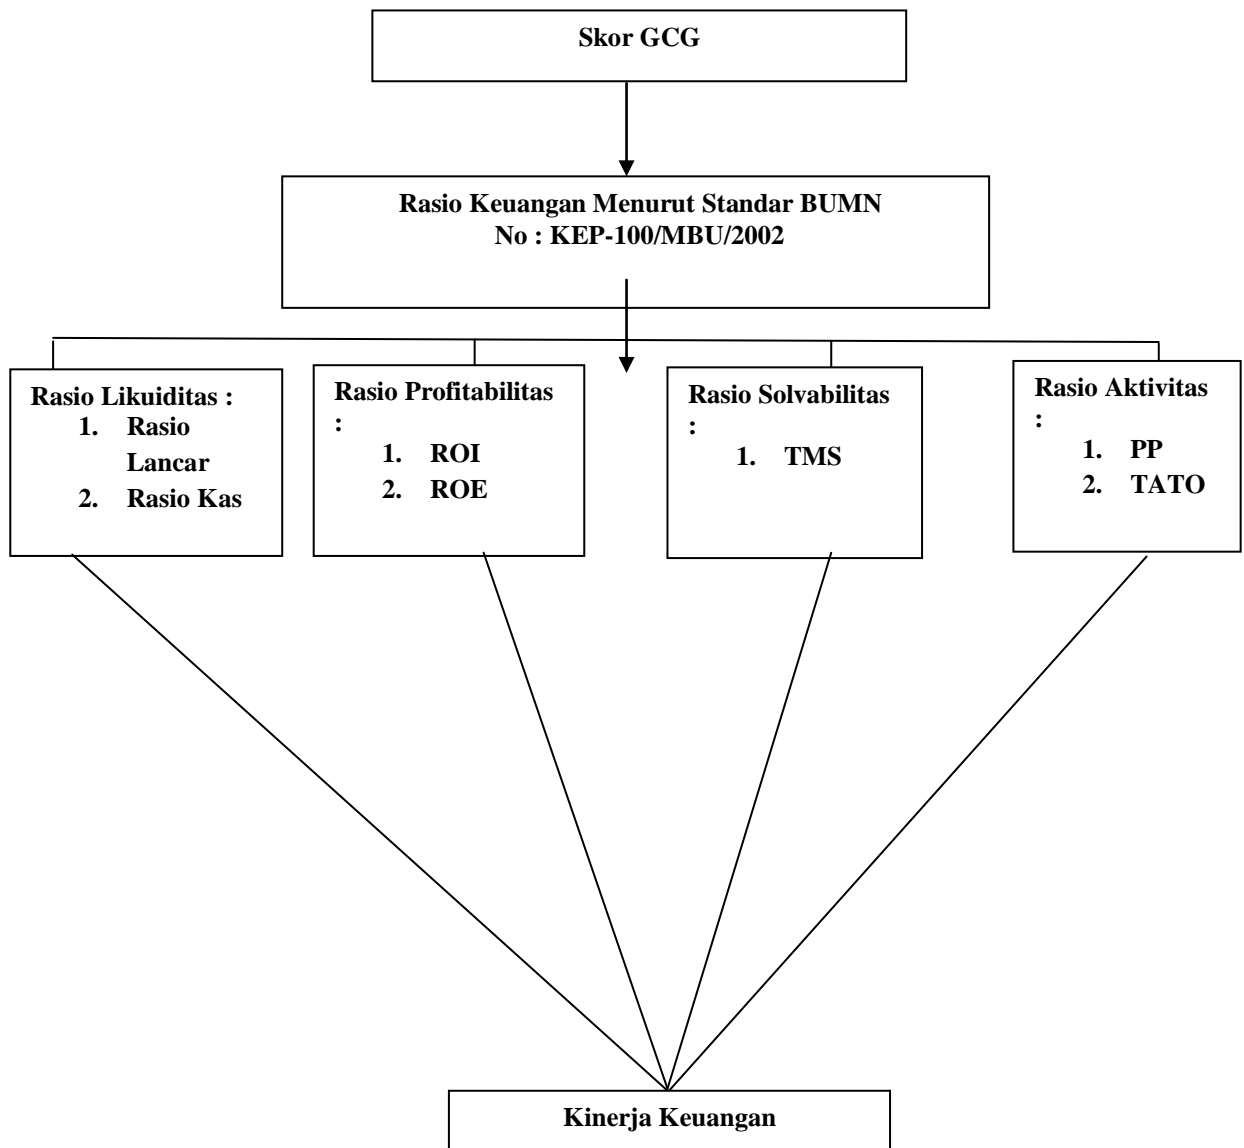 Skor GCG
Rasio Keuangan Menurut Standar BUMN
No : KEP-100/MBU/2002
Rasio Likuiditas :
1. Rasio
Lancar
2. Rasio Kas
Rasio Profitabilitas
:
1. ROI
2. ROE
Rasio Solvabilitas
:
1. TMS
Rasio Aktivitas
:
1. PP
2. TATO
Kinerja Keuangan